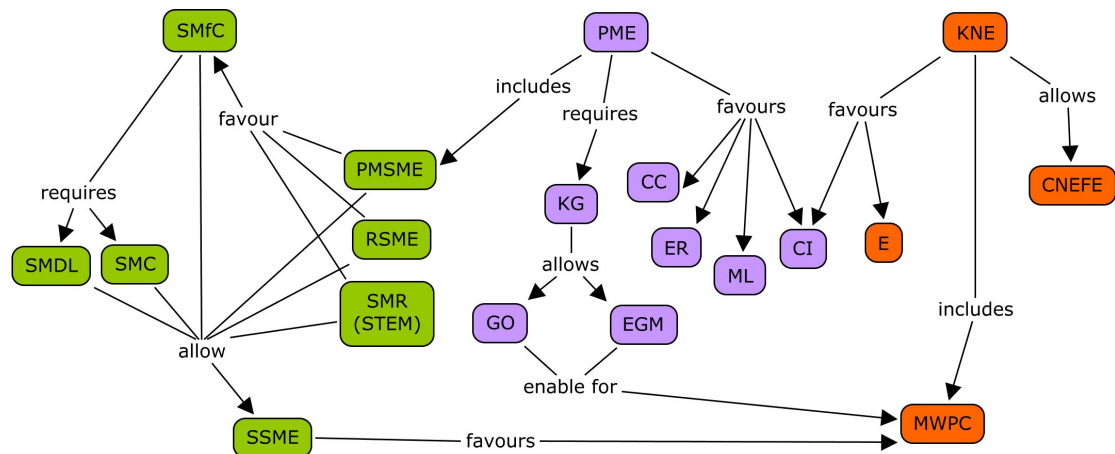 SMfC
PME
KNE
includes
favours
favours
allows
requires
favour
PMSME
CC
CNEFE
requires
KG
RSME
ER
CI
E
SMDL
SMC
ML
allows
SMR
(STEM)
GO
EGM
includes
allow
enable for
MWPC
SSME
favours